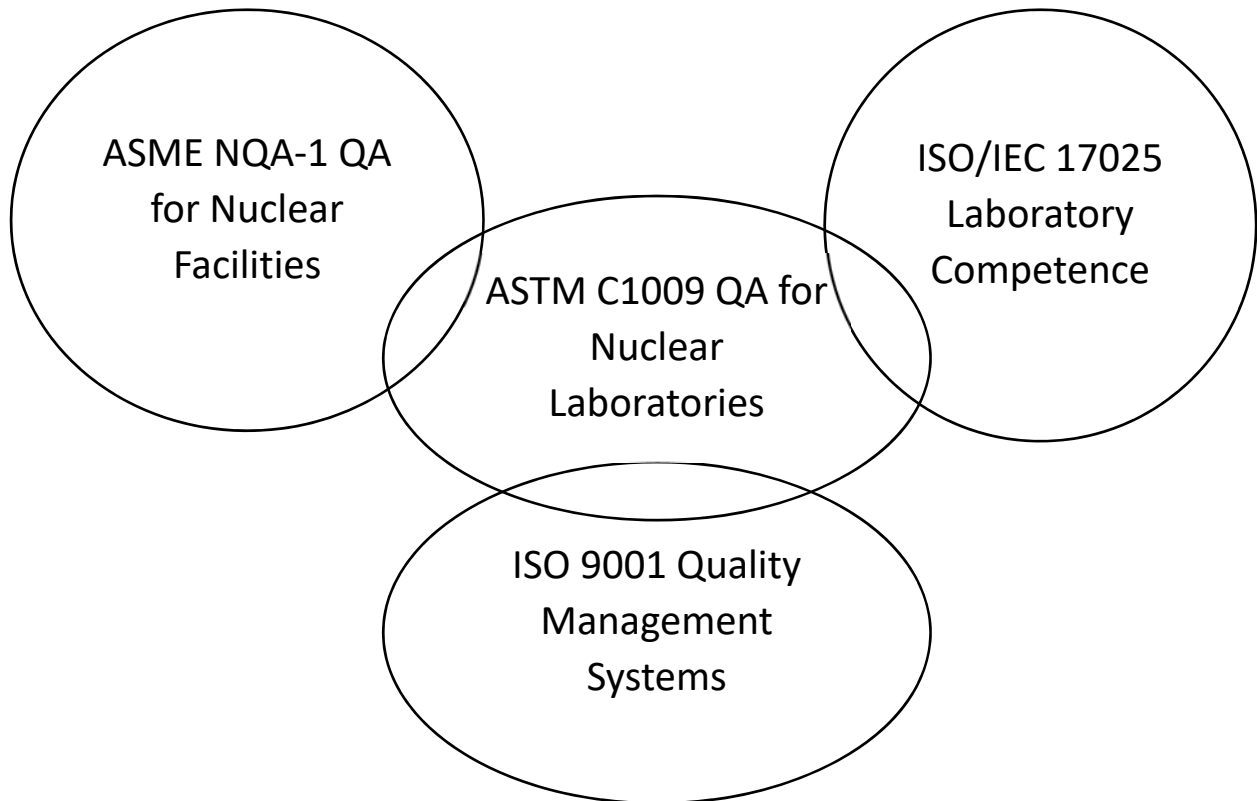 ASME NQA-1 QA
for Nuclear
Facilities
ISO/IEC 17025
Laboratory
Competence
ASTM C1009 QA for
Nuclear
Laboratories
ISO 9001 Quality
Management
Systems